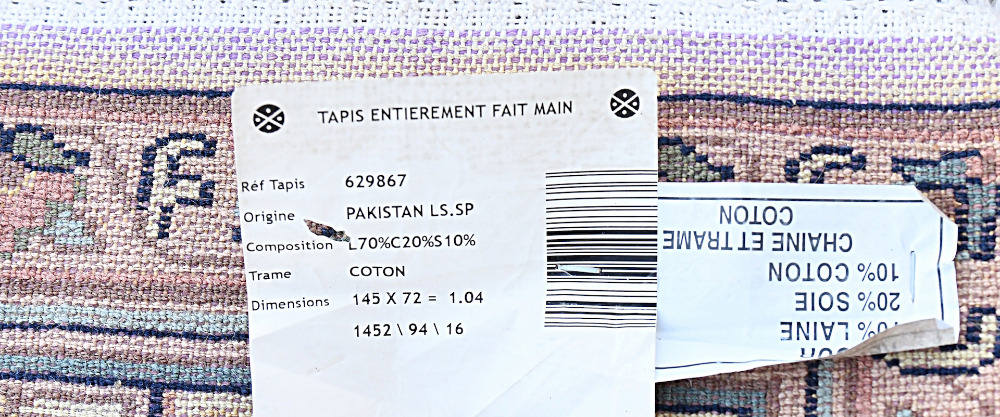 TAPIS ENTIEREMENT FAIT MAIN
Réf Tapis 629867
Origine PAKISTAN LS.SP
Composition L70%C20%S10%
Trame COTON
Dimensions 145 X 72 = 1.04
1452 \ 94 \ 16
LAINE
20% SOIE
10% COTON
CHAINE ET TRAME
COTON